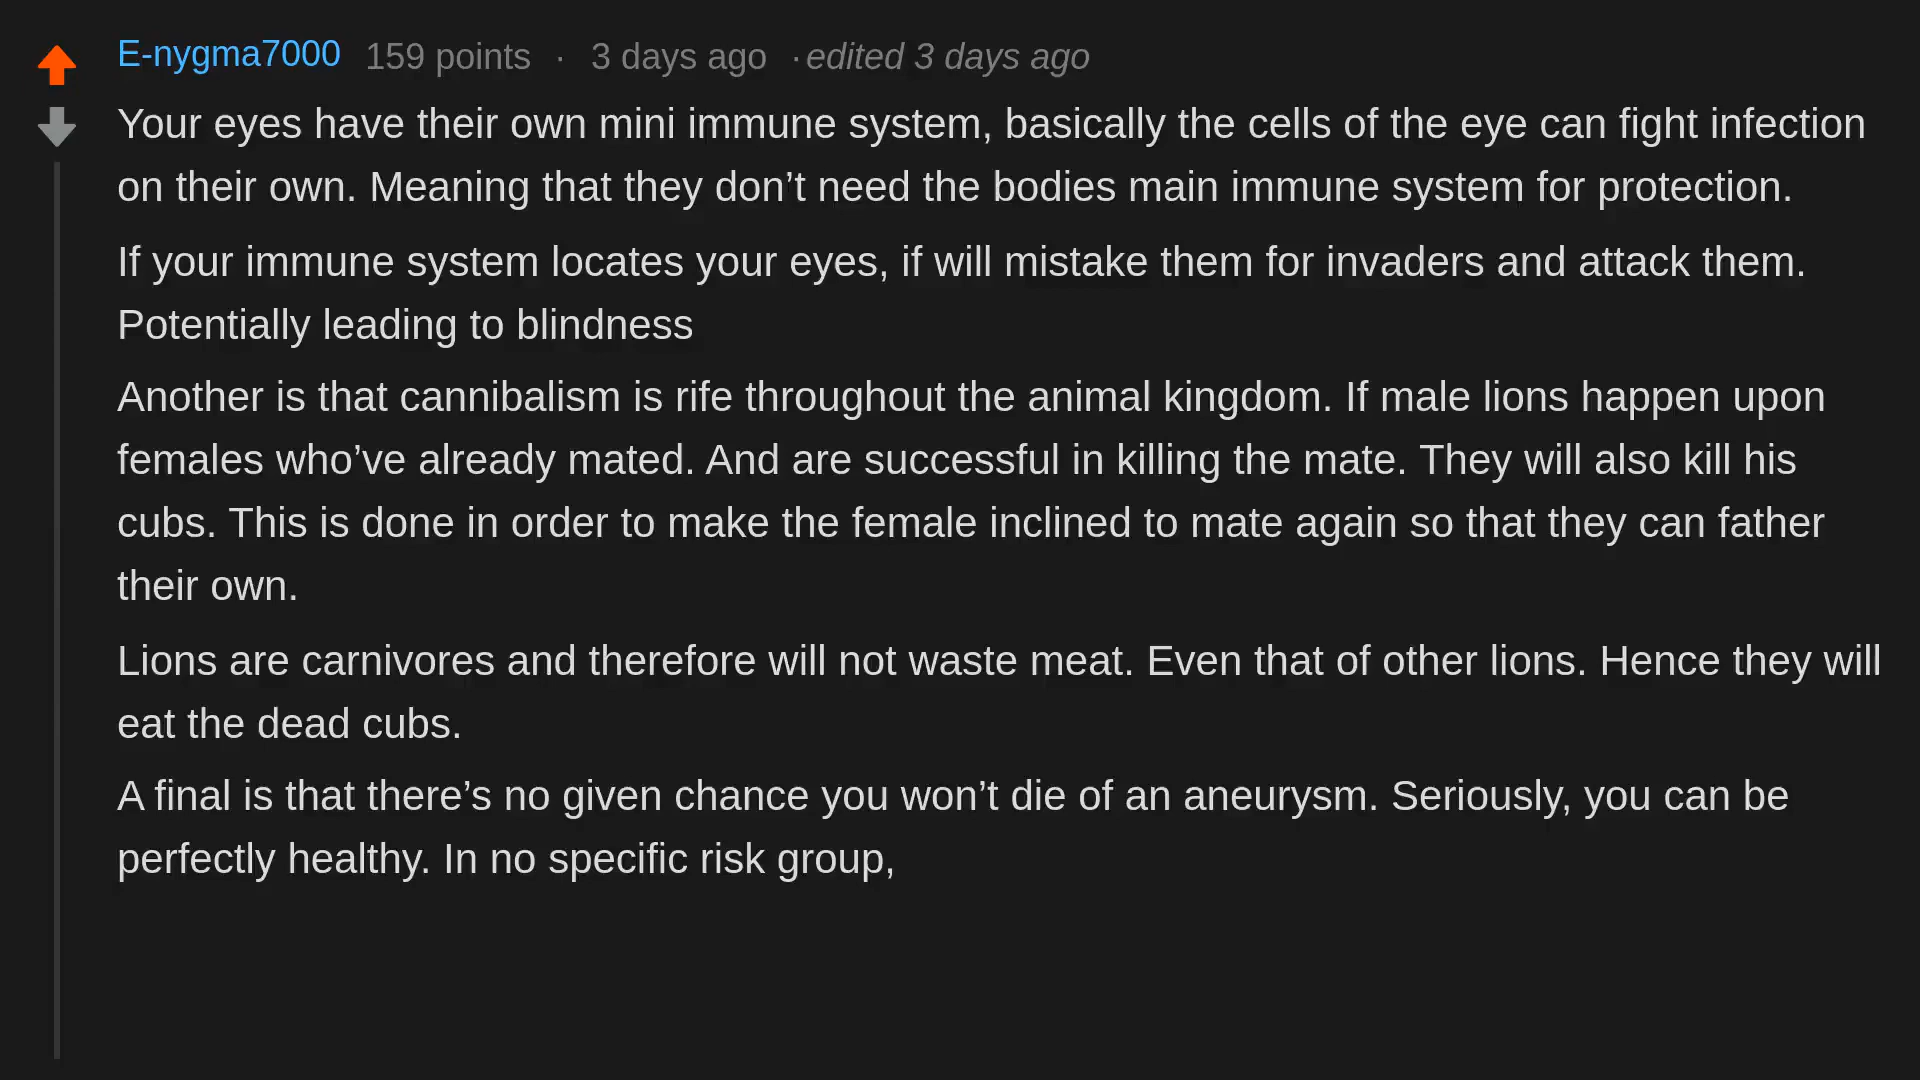 E-nygma7000 159 points · 3 days ago · edited 3 days ago
Your eyes have their own mini immune system, basically the cells of the eye can fight infection
on their own. Meaning that they don’t need the bodies main immune system for protection.
If your immune system locates your eyes, if will mistake them for invaders and attack them.
Potentially leading to blindness
Another is that cannibalism is rife throughout the animal kingdom. If male lions happen upon
females who’ve already mated. And are successful in killing the mate. They will also kill his
cubs. This is done in order to make the female inclined to mate again so that they can father
their own.
Lions are carnivores and therefore will not waste meat. Even that of other lions. Hence they will
eat the dead cubs.
A final is that there’s no given chance you won’t die of an aneurysm. Seriously, you can be
perfectly healthy. In no specific risk group,